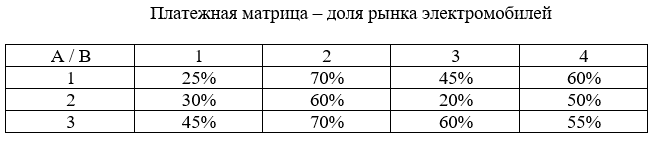 Платежная матрица – доля рынка электромобилей
А / В 1 2 3 4
1 25% 70% 45% 60%
2 30% 60% 20% 50%
3 45% 70% 60% 55%